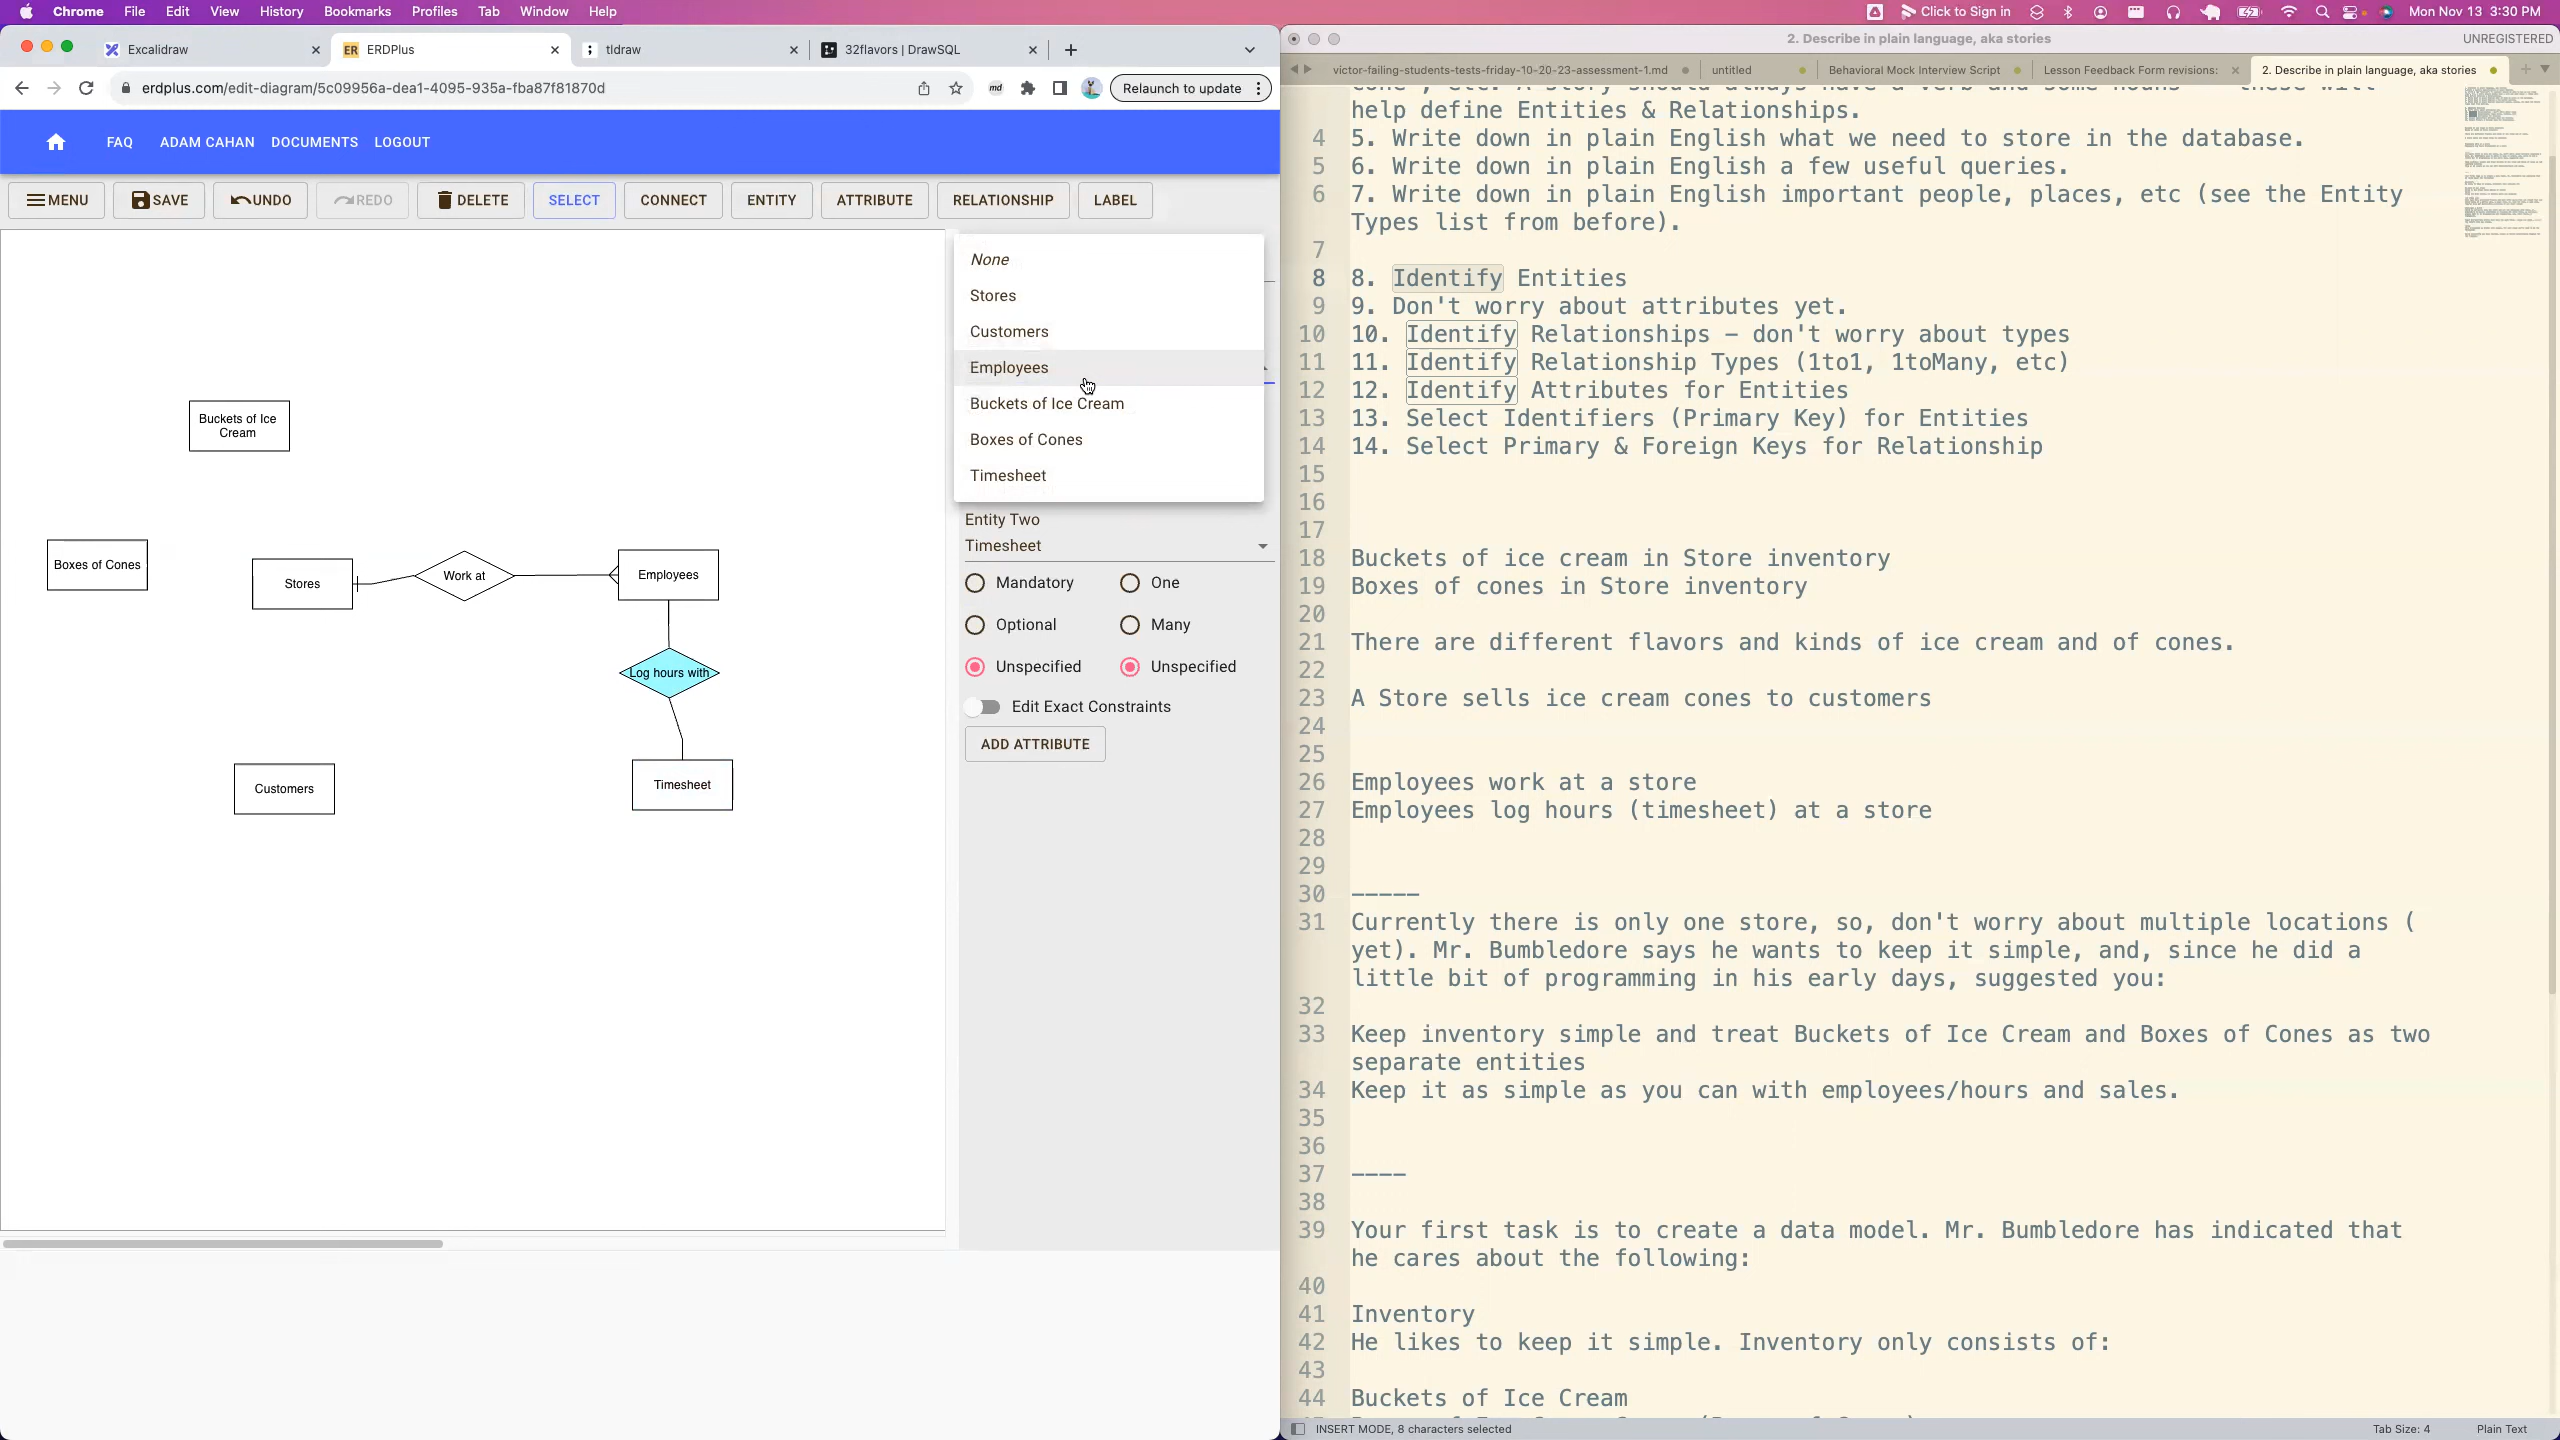 Chrome File Edit View History Bookmarks Profiles Tab Window Help
Click to Sign in
Mon Nov 13 3:30 PM
Excalidraw
ERDPlus
tldraw
32flavors | DrawSQL
erdplus.com/edit-diagram/5c09956a-dea1-4095-935a-fba87f81870d
Relaunch to update
FAQ ADAM CAHAN DOCUMENTS LOGOUT
MENU SAVE UNDO REDO DELETE SELECT CONNECT ENTITY ATTRIBUTE RELATIONSHIP LABEL
None
Stores
Customers
Employees
Buckets of Ice Cream
Boxes of Cones
Timesheet
Buckets of Ice
Cream
Boxes of Cones
Stores
Work at
Employees
Log hours with
Customers
Timesheet
Entity Two
Timesheet
Mandatory One
Optional Many
Unspecified Unspecified
Edit Exact Constraints
ADD ATTRIBUTE
2. Describe in plain language, aka stories
UNREGISTERED
victor-failing-students-tests-friday-10-20-23-assessment-1.md
untitled
Behavioral Mock Interview Script
Lesson Feedback Form revisions:
2. Describe in plain language, aka stories
help define Entities & Relationships.
4 5. Write down in plain English what we need to store in the database.
5 6. Write down in plain English a few useful queries.
6 7. Write down in plain English important people, places, etc (see the Entity
Types list from before).
7
8 8. Identify Entities
9 9. Don't worry about attributes yet.
10 10. Identify Relationships – don't worry about types
11 11. Identify Relationship Types (1to1, 1toMany, etc)
12 12. Identify Attributes for Entities
13 13. Select Identifiers (Primary Key) for Entities
14 14. Select Primary & Foreign Keys for Relationship
15
16
17
18 Buckets of ice cream in Store inventory
19 Boxes of cones in Store inventory
20
21 There are different flavors and kinds of ice cream and of cones.
22
23 A Store sells ice cream cones to customers
24
25
26 Employees work at a store
27 Employees log hours (timesheet) at a store
28
29
30 -----
31 Currently there is only one store, so, don't worry about multiple locations (
yet). Mr. Bumbledore says he wants to keep it simple, and, since he did a
little bit of programming in his early days, suggested you:
32
33 Keep inventory simple and treat Buckets of Ice Cream and Boxes of Cones as two
separate entities
34 Keep it as simple as you can with employees/hours and sales.
35
36
37 ----
38
39 Your first task is to create a data model. Mr. Bumbledore has indicated that
he cares about the following:
40
41 Inventory
42 He likes to keep it simple. Inventory only consists of:
43
44 Buckets of Ice Cream
INSERT MODE, 8 characters selected
Tab Size: 4
Plain Text